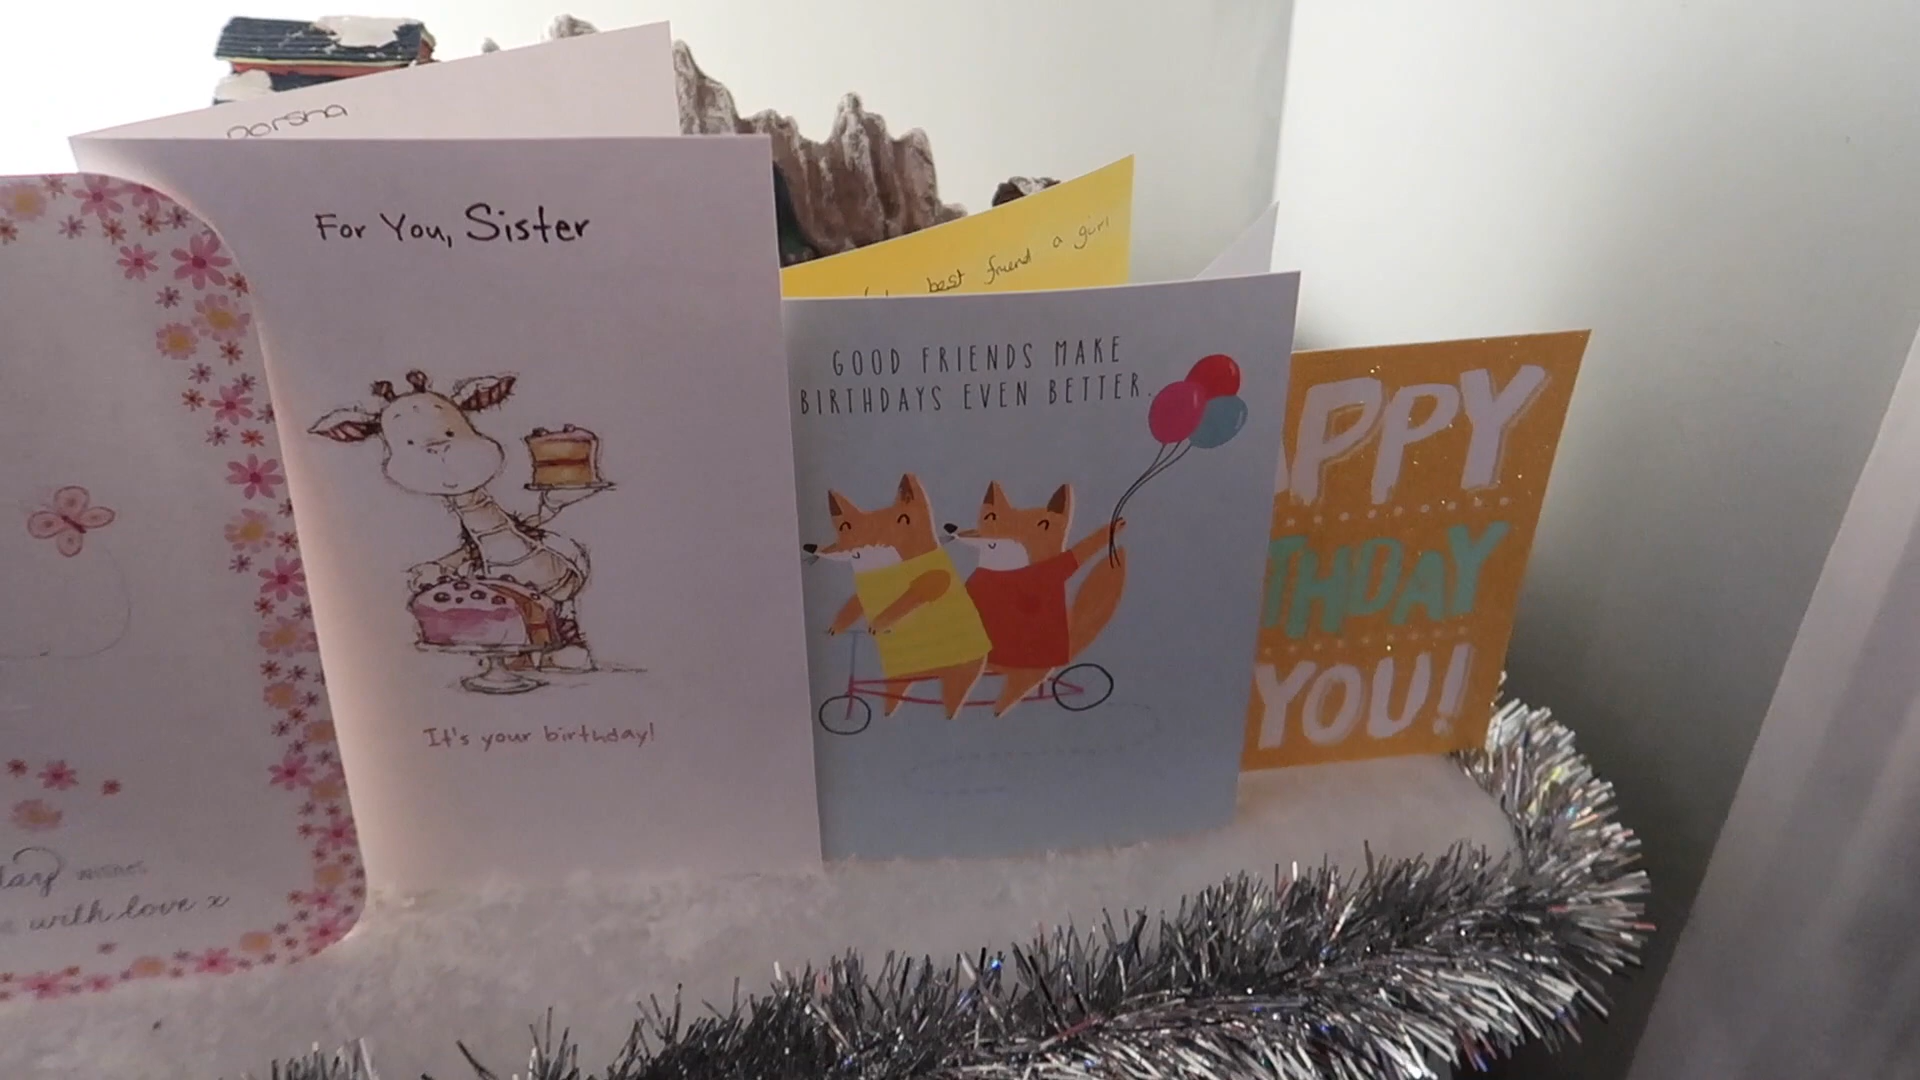 Porsha
For You, Sister
It's your birthday!
with love x
best friend a girl
GOOD FRIENDS MAKE
BIRTHDAYS EVEN BETTER.
APPY
THDAY
YOU!